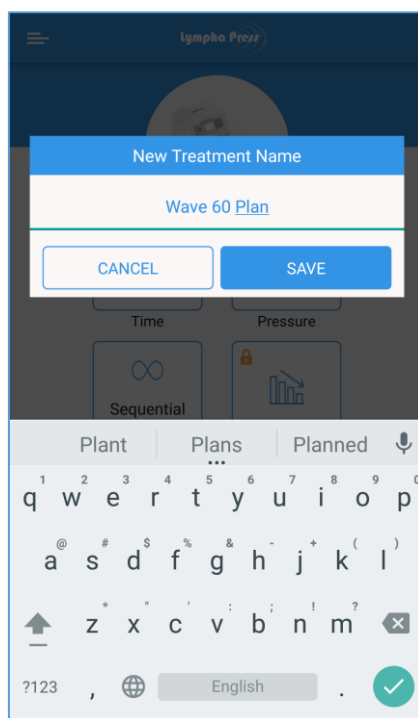 Lympha Press
New Treatment Name
Wave 60 Plan
CANCEL SAVE
Time Pressure
Sequential
Plant Plans Planned
1 2 3 4 5 6 7 8 9 0
q w e r t y u i o p
@ # $ % & - + ( )
a s d f g h j k l
* " ' : ; ! ?
z x c v b n m
?123 , English .